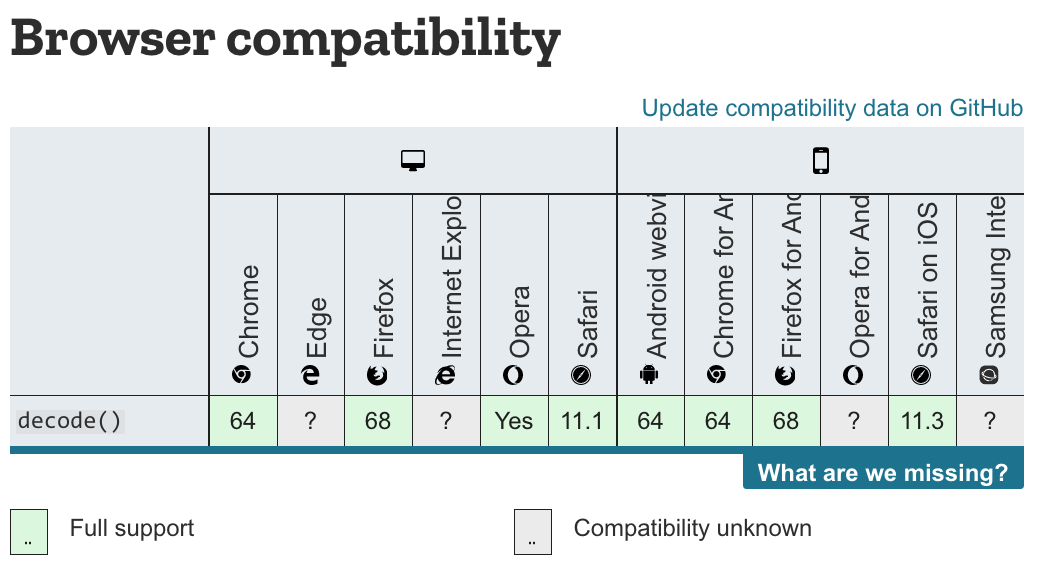 Browser compatibility
Update compatibility data on GitHub
Chrome
Edge
Firefox
Internet Explo
Opera
Safari
Android webvi
Chrome for An
Firefox for And
Opera for And
Safari on iOS
Samsung Inte
decode() 64 ? 68 ? Yes 11.1 64 64 68 ? 11.3 ?
What are we missing?
.. Full support .. Compatibility unknown